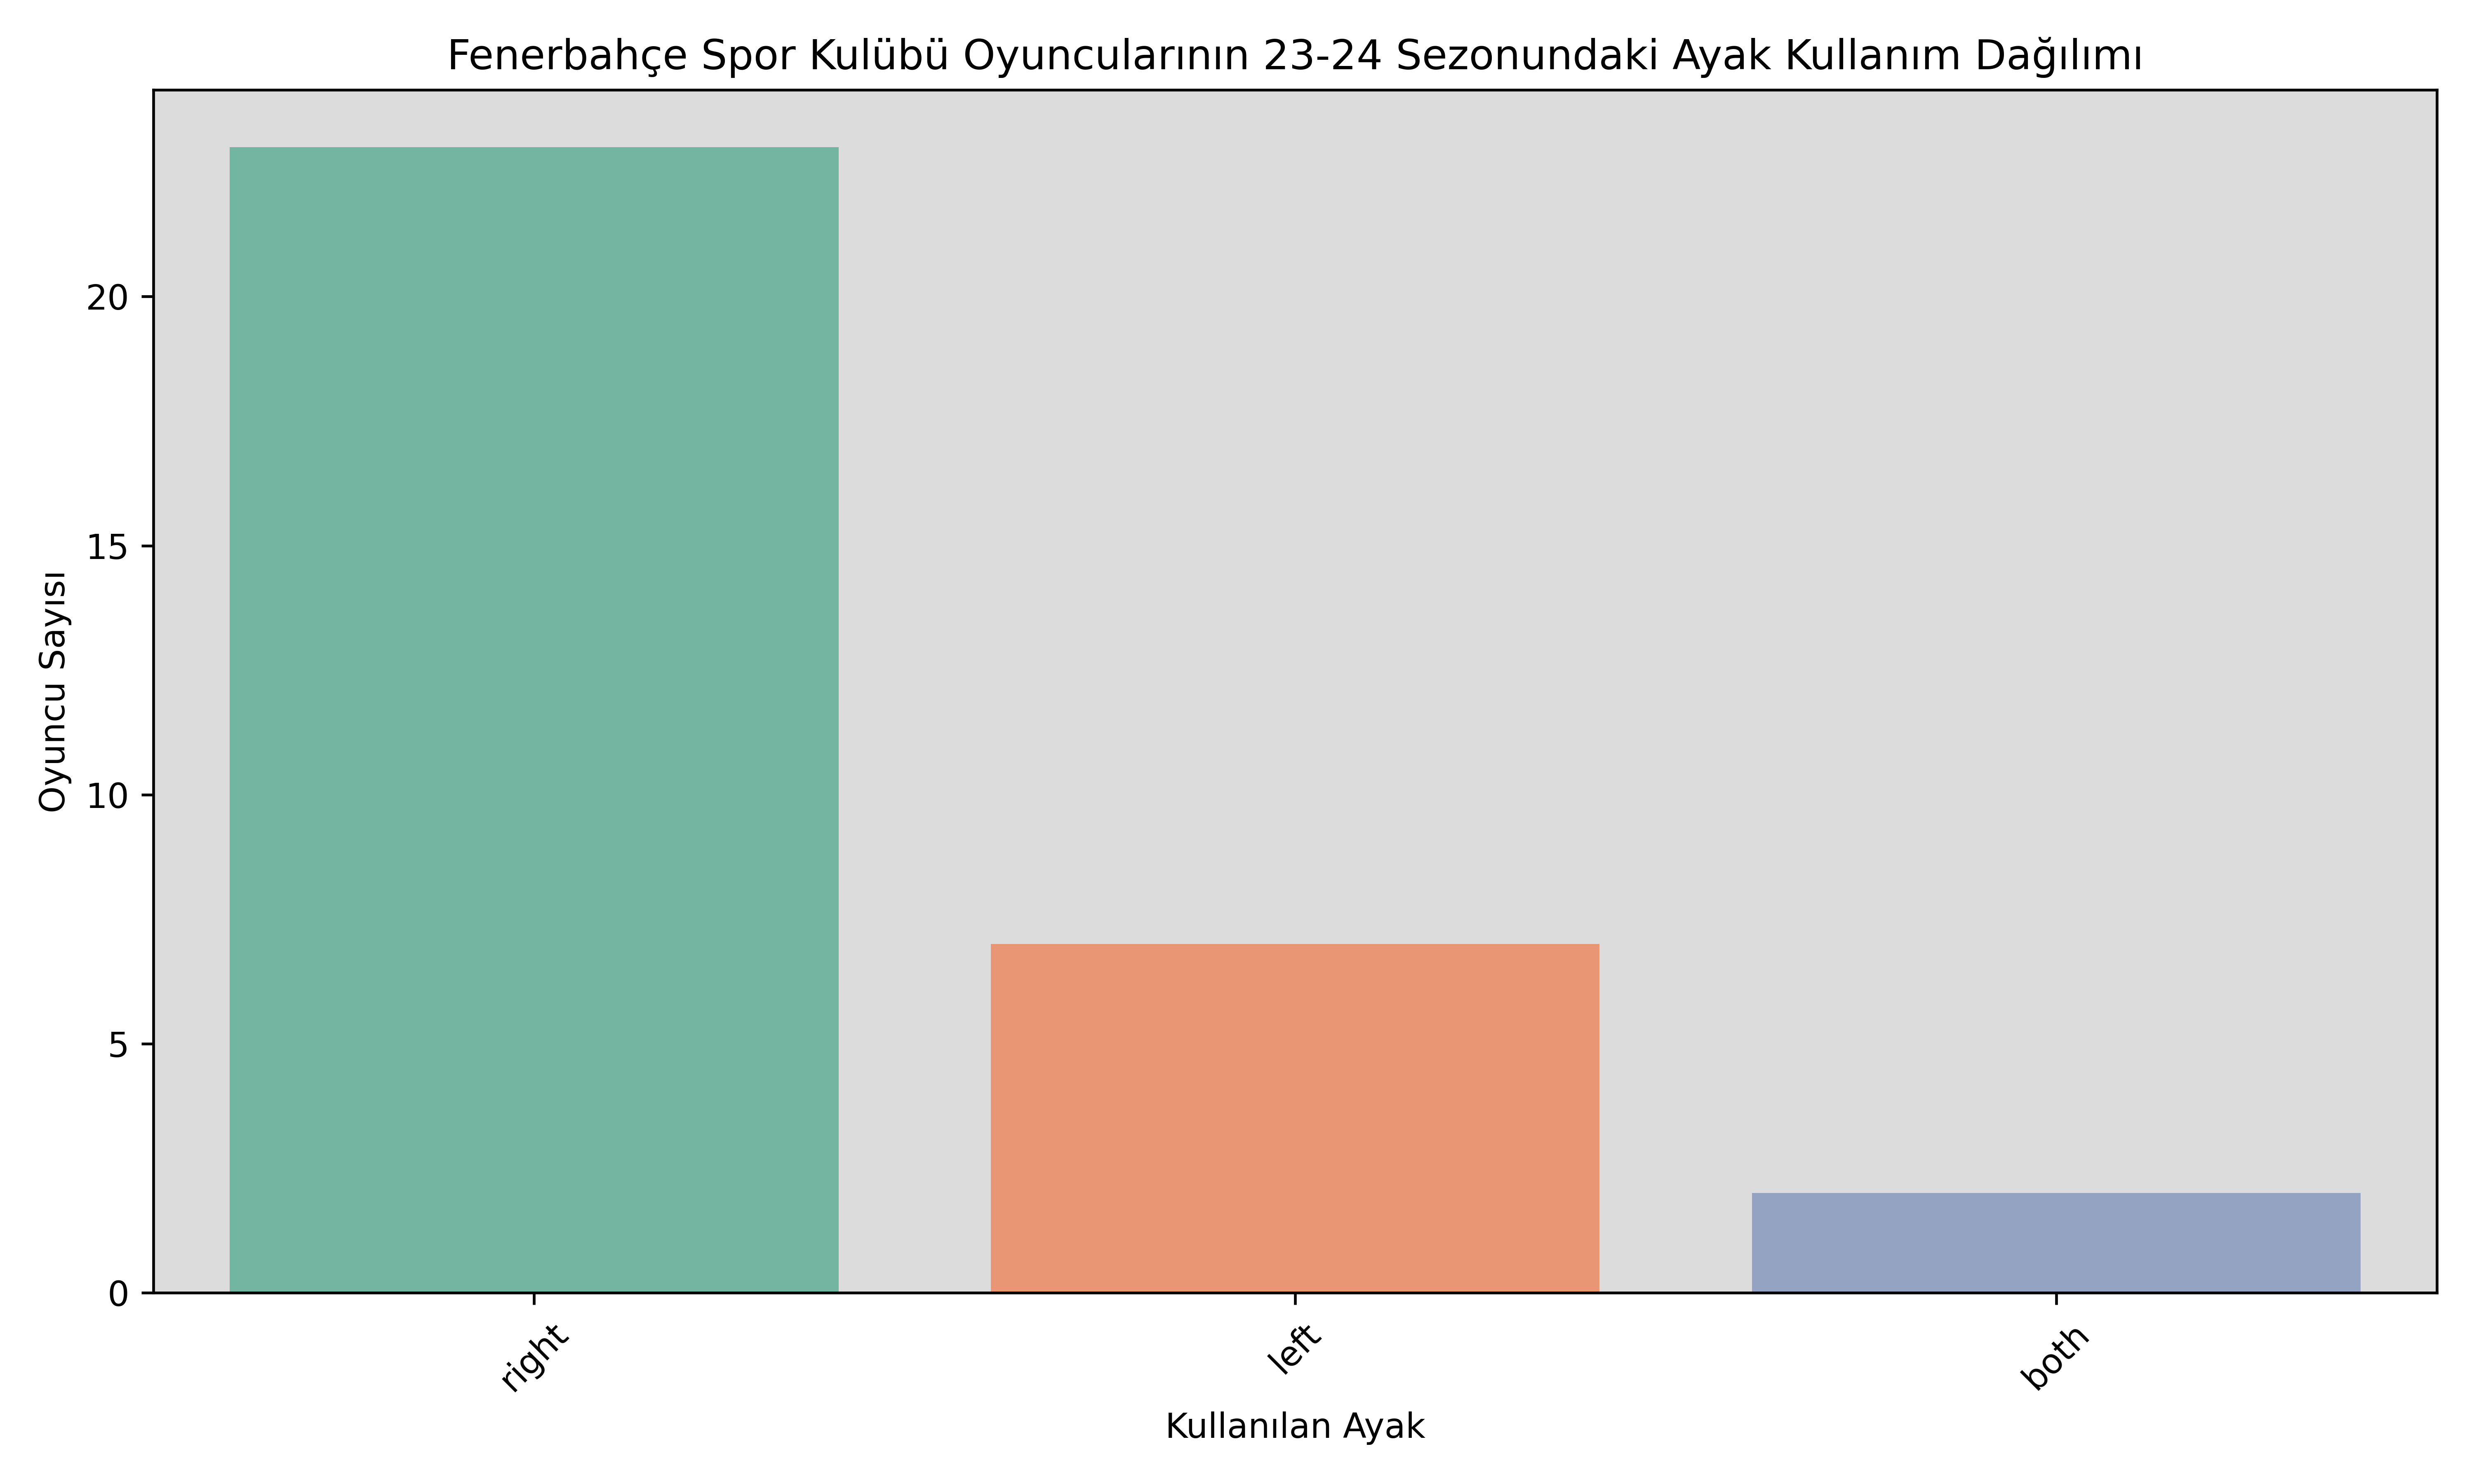 Fenerbahçe Spor Kulübü Oyuncularının 23-24 Sezonundaki Ayak Kullanım Dağılımı
Oyuncu Sayısı
20
15
10
5
0
right
left
both
Kullanılan Ayak